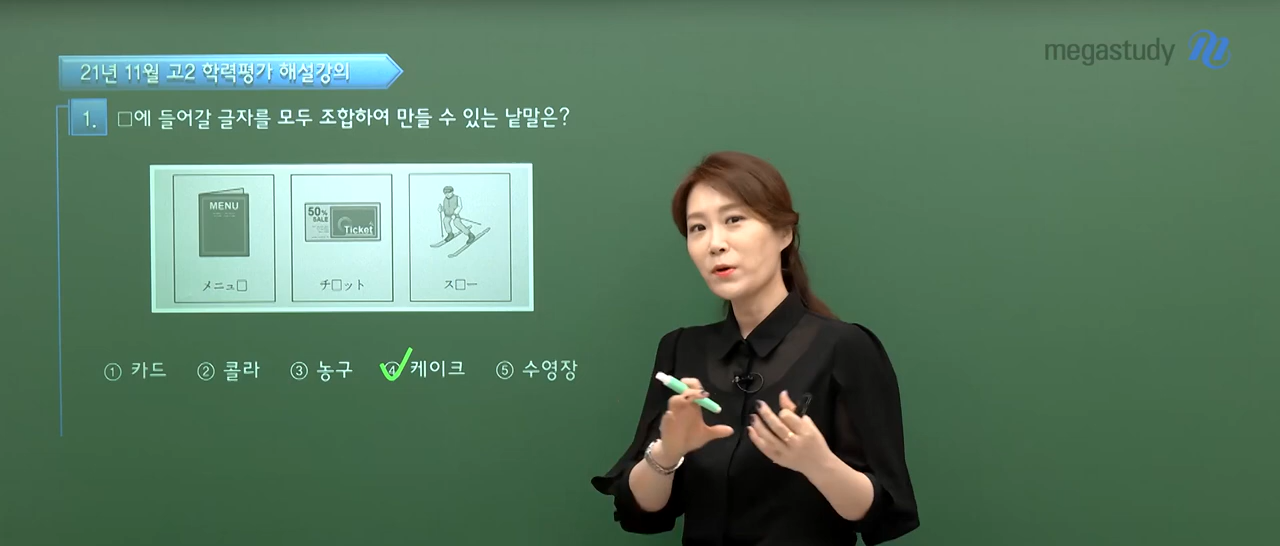 megastudy
21년 11월 고2 학력평가 해설강의
1. □에 들어갈 글자를 모두 조합하여 만들 수 있는 낱말은?
MENU
50%
SALE
Ticket
メニュ□
チ□ット
ス□ー
① 카드 ② 콜라 ③ 농구 ④ 케이크 ⑤ 수영장